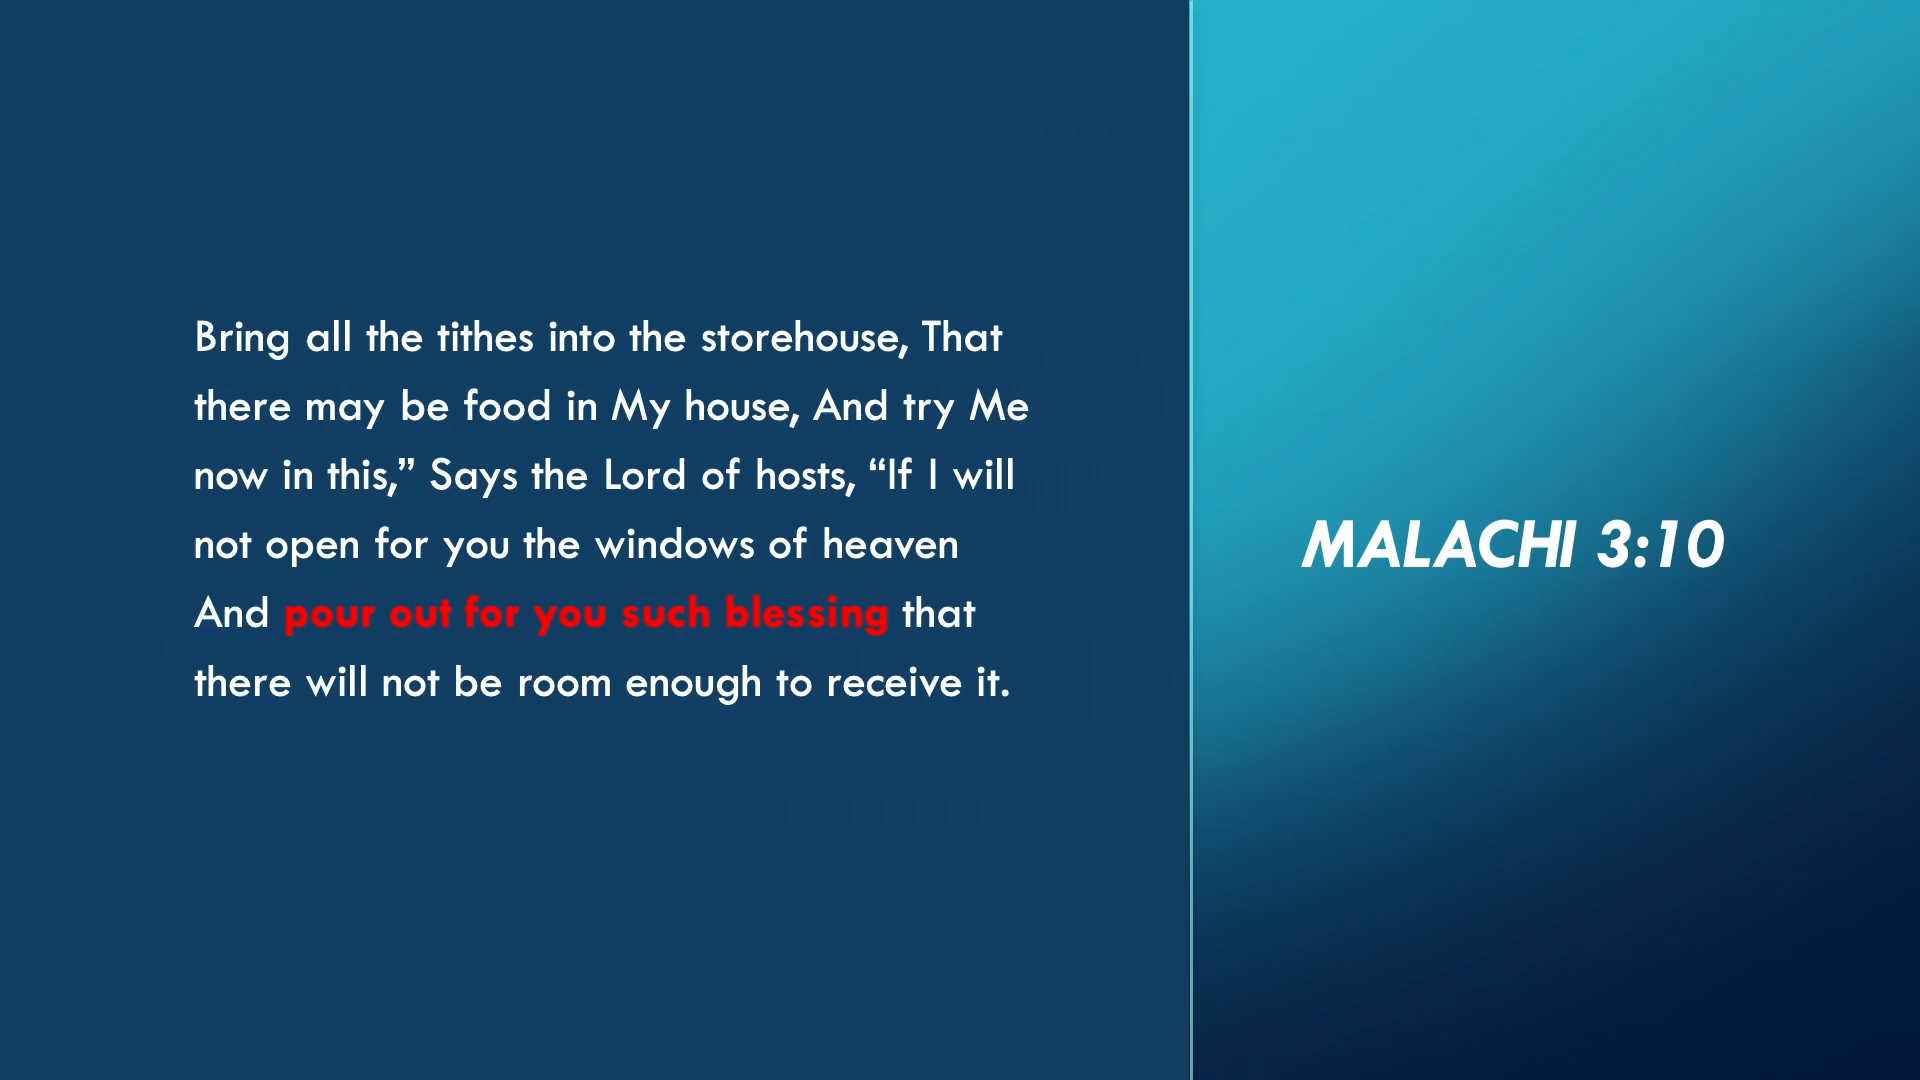 Bring all the tithes into the storehouse, That
there may be food in My house, And try Me
now in this,” Says the Lord of hosts, “If I will
not open for you the windows of heaven
And pour out for you such blessing that
there will not be room enough to receive it.
MALACHI 3:10